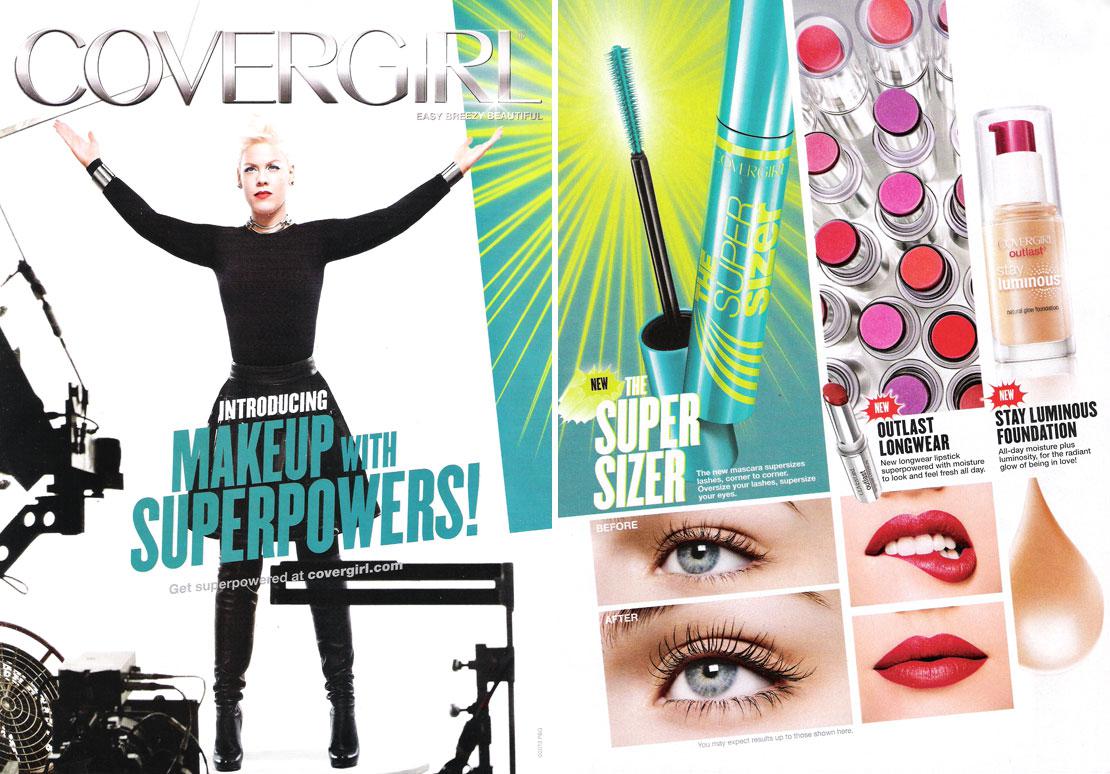 COVERGIRL
EASY BREEZY BEAUTIFUL
INTRODUCING
MAKEUP WITH
SUPERPOWERS!
Get superpowered at covergirl.com
©2013 P&G
COVERGIRL
THE
SUPER
sizer
NEW
THE
SUPER
SIZER
The new mascara supersizes
lashes, corner to corner.
Oversize your lashes, supersize
your eyes.
BEFORE
AFTER
You may expect results up to those shown here.
NEW
OUTLAST
LONGWEAR
New longwear lipstick
superpowered with moisture
to look and feel fresh all day.
COVERGIRL
outlast
COVERGIRL
outlast
stay
luminous
natural glow foundation
NEW
STAY LUMINOUS
FOUNDATION
All-day moisture plus
luminosity, for the radiant
glow of being in love!